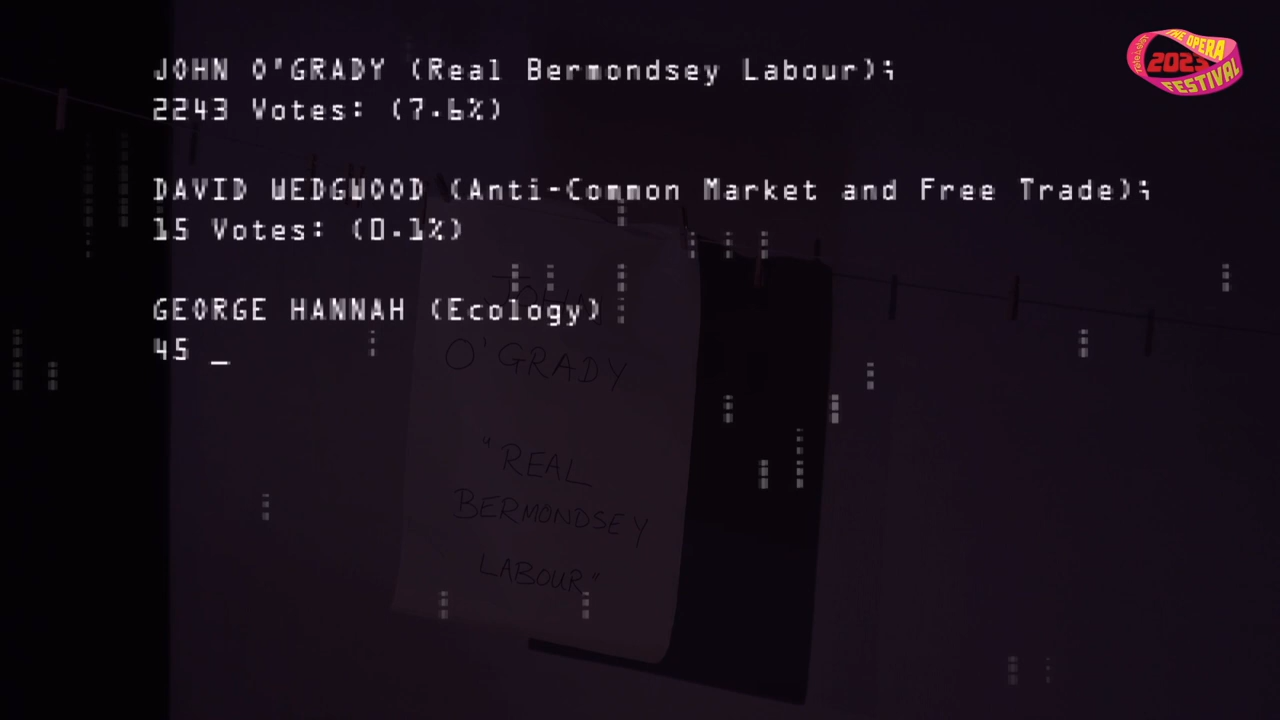 JOHN O'GRADY (Real Bermondsey Labour);
2243 Votes: (7.6%)
DAVID WEDGWOOD (Anti-Common Market and Free Trade);
15 Votes: (0.1%)
GEORGE HANNAH (Ecology)
45 _
JOHN
O'GRADY
"REAL
BERMONDSEY
LABOUR"
THE OPERA
2023
FESTIVAL